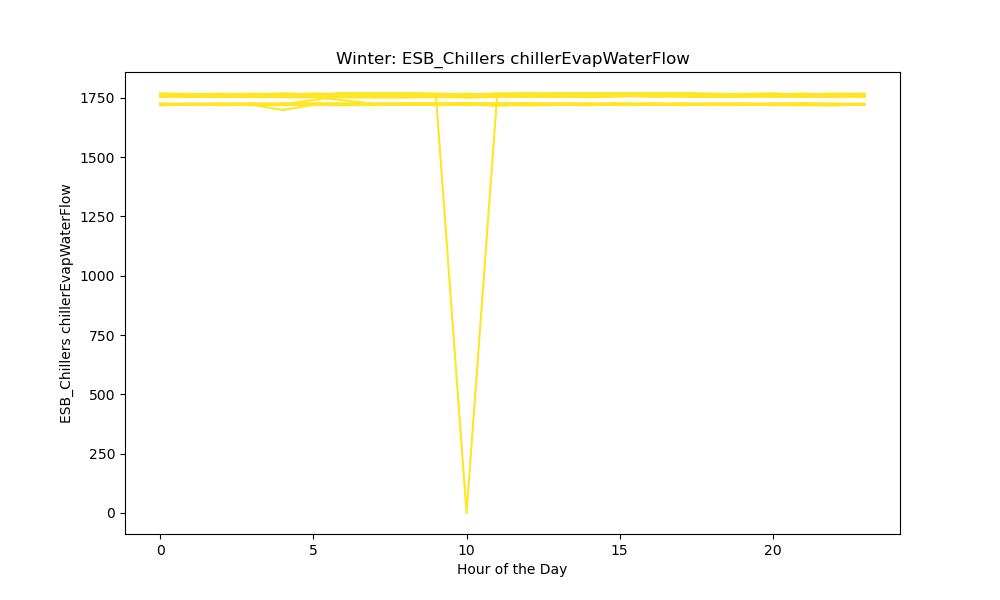 Winter: ESB_Chillers chillerEvapWaterFlow
ESB_Chillers chillerEvapWaterFlow
1750
1500
1250
1000
750
500
250
0
0 5 10 15 20
Hour of the Day